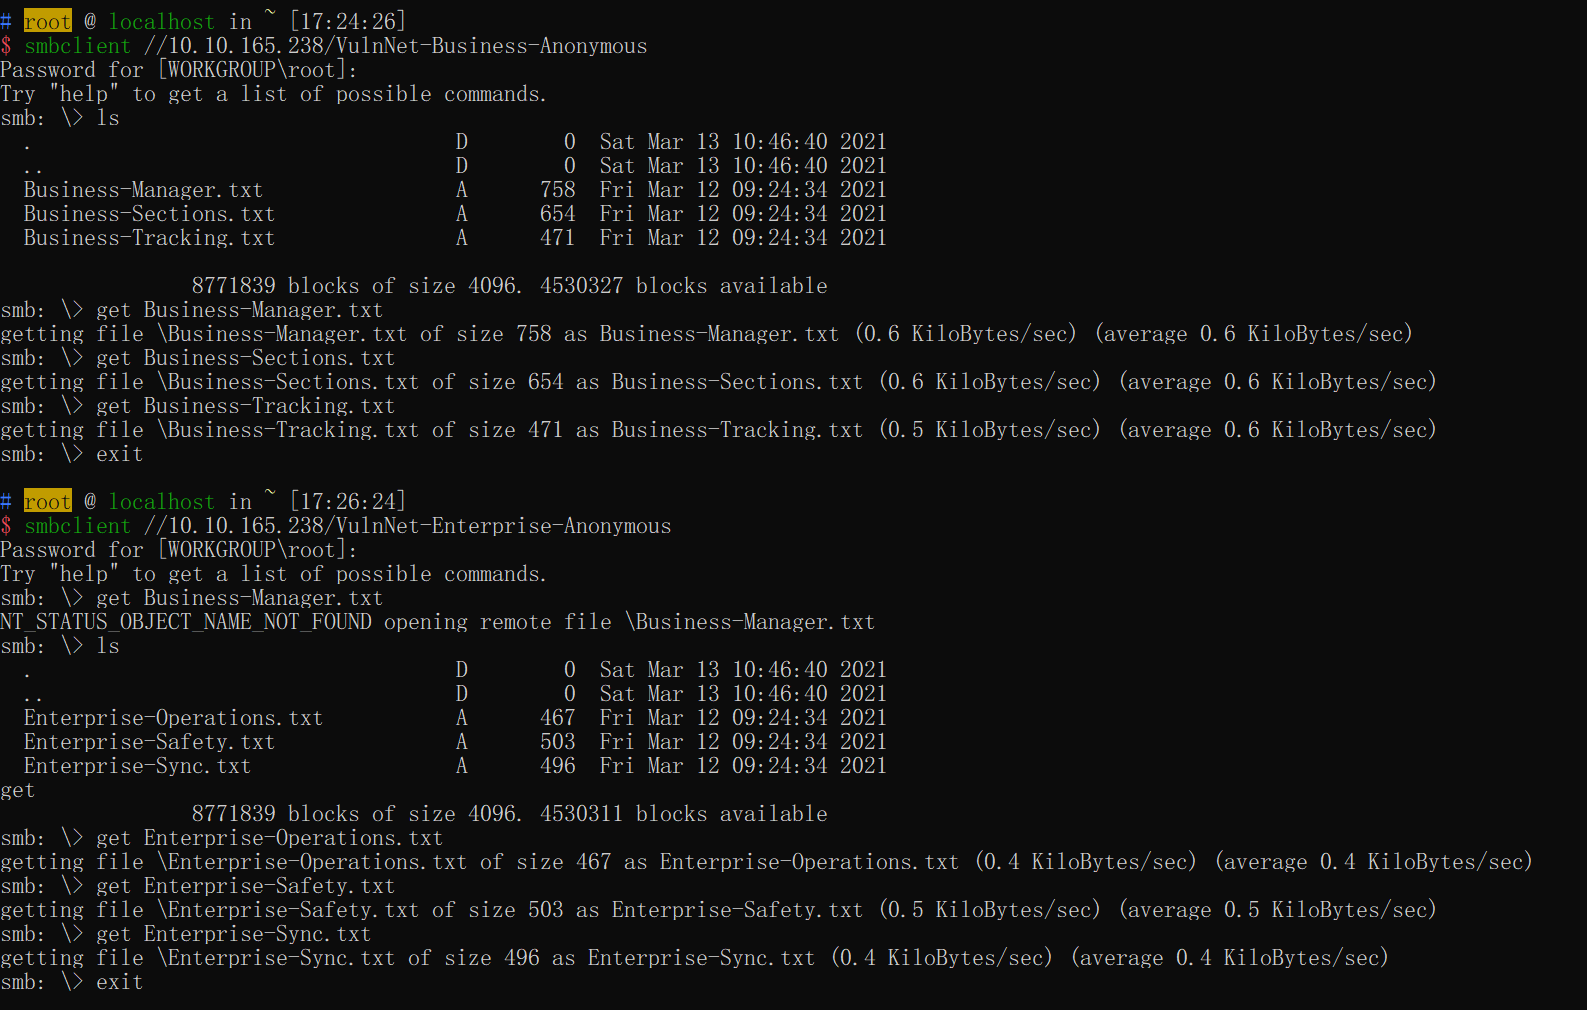 # root @ localhost in ~ [17:24:26]
$ smbclient //10.10.165.238/VulnNet-Business-Anonymous
Password for [WORKGROUP\root]:
Try "help" to get a list of possible commands.
smb: \> ls
  .                                   D        0  Sat Mar 13 10:46:40 2021
  ..                                  D        0  Sat Mar 13 10:46:40 2021
  Business-Manager.txt                A      758  Fri Mar 12 09:24:34 2021
  Business-Sections.txt               A      654  Fri Mar 12 09:24:34 2021
  Business-Tracking.txt               A      471  Fri Mar 12 09:24:34 2021
                8771839 blocks of size 4096. 4530327 blocks available
smb: \> get Business-Manager.txt
getting file \Business-Manager.txt of size 758 as Business-Manager.txt (0.6 KiloBytes/sec) (average 0.6 KiloBytes/sec)
smb: \> get Business-Sections.txt
getting file \Business-Sections.txt of size 654 as Business-Sections.txt (0.6 KiloBytes/sec) (average 0.6 KiloBytes/sec)
smb: \> get Business-Tracking.txt
getting file \Business-Tracking.txt of size 471 as Business-Tracking.txt (0.5 KiloBytes/sec) (average 0.6 KiloBytes/sec)
smb: \> exit
# root @ localhost in ~ [17:26:24]
$ smbclient //10.10.165.238/VulnNet-Enterprise-Anonymous
Password for [WORKGROUP\root]:
Try "help" to get a list of possible commands.
smb: \> get Business-Manager.txt
NT_STATUS_OBJECT_NAME_NOT_FOUND opening remote file \Business-Manager.txt
smb: \> ls
  .                                   D        0  Sat Mar 13 10:46:40 2021
  ..                                  D        0  Sat Mar 13 10:46:40 2021
  Enterprise-Operations.txt           A      467  Fri Mar 12 09:24:34 2021
  Enterprise-Safety.txt               A      503  Fri Mar 12 09:24:34 2021
  Enterprise-Sync.txt                 A      496  Fri Mar 12 09:24:34 2021
get
                8771839 blocks of size 4096. 4530311 blocks available
smb: \> get Enterprise-Operations.txt
getting file \Enterprise-Operations.txt of size 467 as Enterprise-Operations.txt (0.4 KiloBytes/sec) (average 0.4 KiloBytes/sec)
smb: \> get Enterprise-Safety.txt
getting file \Enterprise-Safety.txt of size 503 as Enterprise-Safety.txt (0.5 KiloBytes/sec) (average 0.5 KiloBytes/sec)
smb: \> get Enterprise-Sync.txt
getting file \Enterprise-Sync.txt of size 496 as Enterprise-Sync.txt (0.4 KiloBytes/sec) (average 0.4 KiloBytes/sec)
smb: \> exit